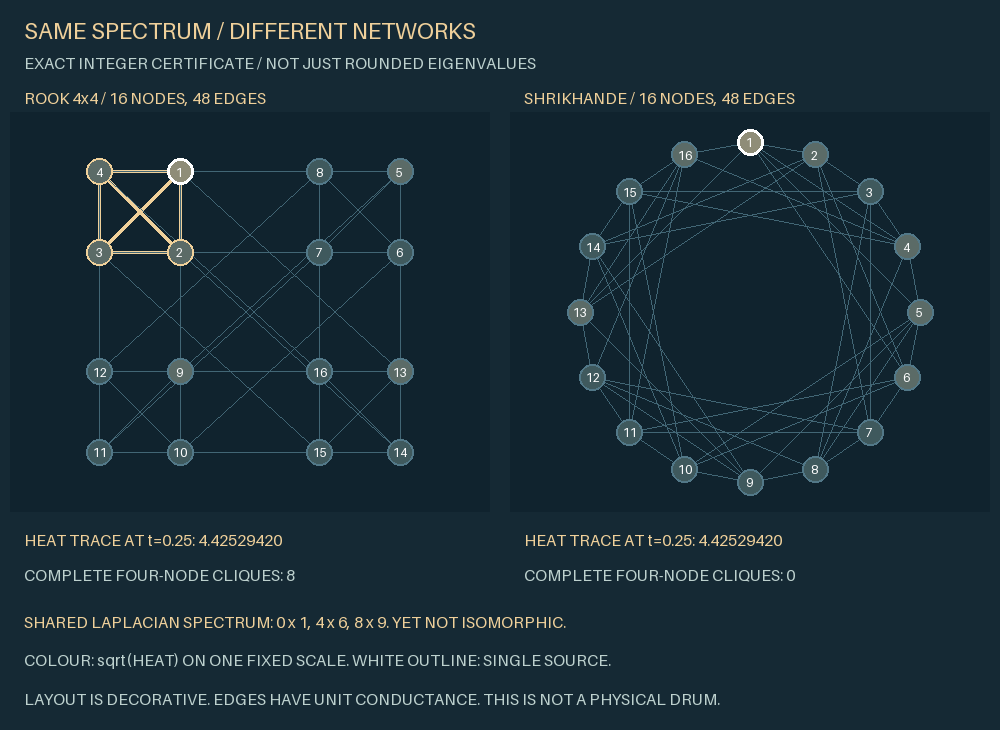 SAME SPECTRUM / DIFFERENT NETWORKS
EXACT INTEGER CERTIFICATE / NOT JUST ROUNDED EIGENVALUES
ROOK 4x4 / 16 NODES, 48 EDGES
4 1 8 5
3 2 7 6
12 9 16 13
11 10 15 14
HEAT TRACE AT t=0.25: 4.42529420
COMPLETE FOUR-NODE CLIQUES: 8
SHRIKHANDE / 16 NODES, 48 EDGES
1
16 2
15 3
14 4
13 5
12 6
11 7
10 8
9
HEAT TRACE AT t=0.25: 4.42529420
COMPLETE FOUR-NODE CLIQUES: 0
SHARED LAPLACIAN SPECTRUM: 0 x 1, 4 x 6, 8 x 9. YET NOT ISOMORPHIC.
COLOUR: sqrt(HEAT) ON ONE FIXED SCALE. WHITE OUTLINE: SINGLE SOURCE.
LAYOUT IS DECORATIVE. EDGES HAVE UNIT CONDUCTANCE. THIS IS NOT A PHYSICAL DRUM.